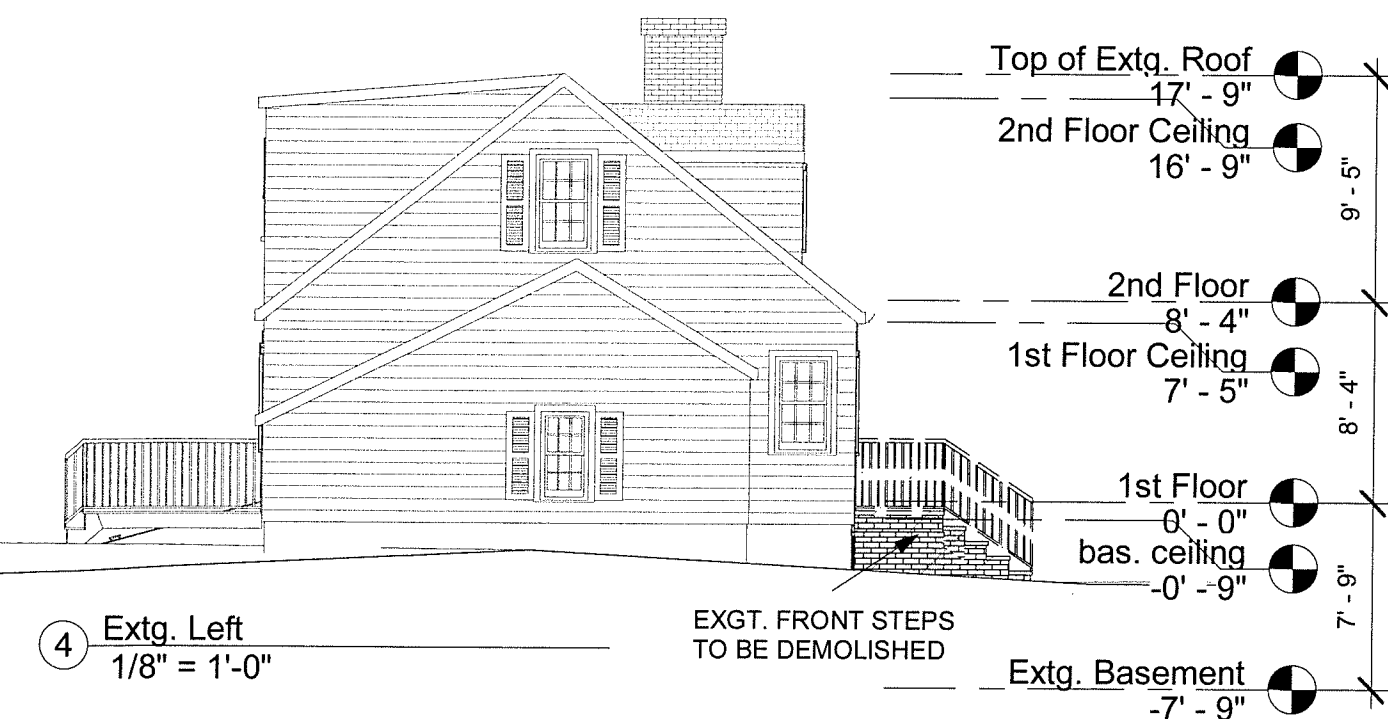 Top of Extg. Roof
17' - 9"
2nd Floor Ceiling
16' - 9"
9' - 5"
2nd Floor
8' - 4"
1st Floor Ceiling
7' - 5"
8' - 4"
1st Floor
0' - 0"
bas. ceiling
-0' - 9"
7' - 9"
EXGT. FRONT STEPS
TO BE DEMOLISHED
4
Extg. Left
1/8" = 1'-0"
Extg. Basement
-7' - 9"